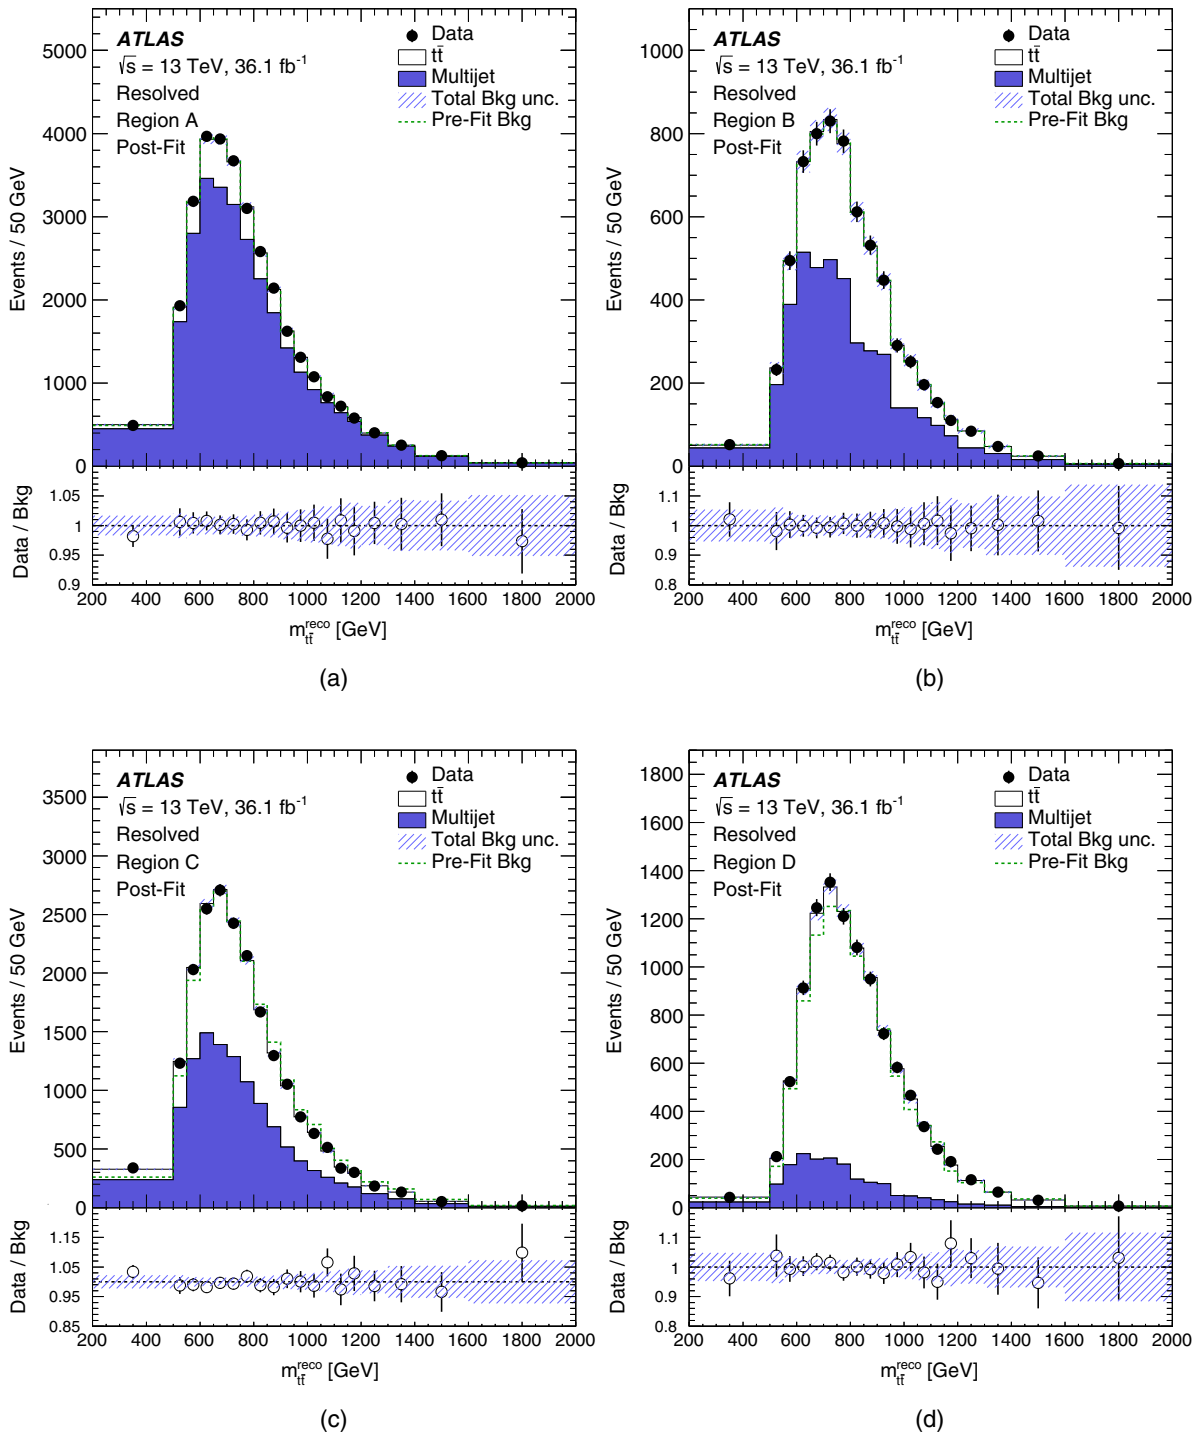 ATLAS
√s = 13 TeV, 36.1 fb⁻¹
Resolved
Region A
Post-Fit
Data
tt̄
Multijet
Total Bkg unc.
Pre-Fit Bkg
Events / 50 GeV
5000
4000
3000
2000
1000
0
Data / Bkg
1.05
1
0.95
0.9
200 400 600 800 1000 1200 1400 1600 1800 2000
m_tt̄^reco [GeV]
(a)
ATLAS
√s = 13 TeV, 36.1 fb⁻¹
Resolved
Region B
Post-Fit
Data
tt̄
Multijet
Total Bkg unc.
Pre-Fit Bkg
Events / 50 GeV
1000
800
600
400
200
0
Data / Bkg
1.1
1
0.9
0.8
200 400 600 800 1000 1200 1400 1600 1800 2000
m_tt̄^reco [GeV]
(b)
ATLAS
√s = 13 TeV, 36.1 fb⁻¹
Resolved
Region C
Post-Fit
Data
tt̄
Multijet
Total Bkg unc.
Pre-Fit Bkg
Events / 50 GeV
3500
3000
2500
2000
1500
1000
500
0
Data / Bkg
1.15
1.05
0.95
0.85
200 400 600 800 1000 1200 1400 1600 1800 2000
m_tt̄^reco [GeV]
(c)
ATLAS
√s = 13 TeV, 36.1 fb⁻¹
Resolved
Region D
Post-Fit
Data
tt̄
Multijet
Total Bkg unc.
Pre-Fit Bkg
Events / 50 GeV
1800
1600
1400
1200
1000
800
600
400
200
0
Data / Bkg
1.1
1
0.9
0.8
200 400 600 800 1000 1200 1400 1600 1800 2000
m_tt̄^reco [GeV]
(d)